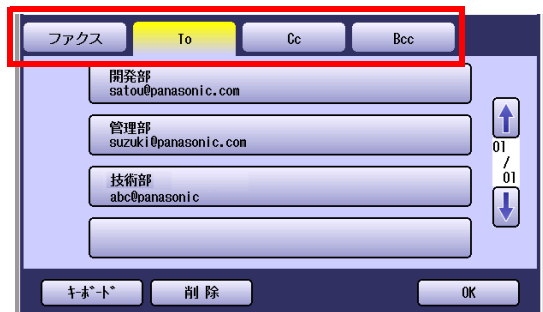 ファクス To Cc Bcc
開発部
satou@panasonic.com
管理部
suzuki@panasonic.com
技術部
abc@panasonic
01
/
01
ｷｰﾎﾞｰﾄﾞ 削除 OK